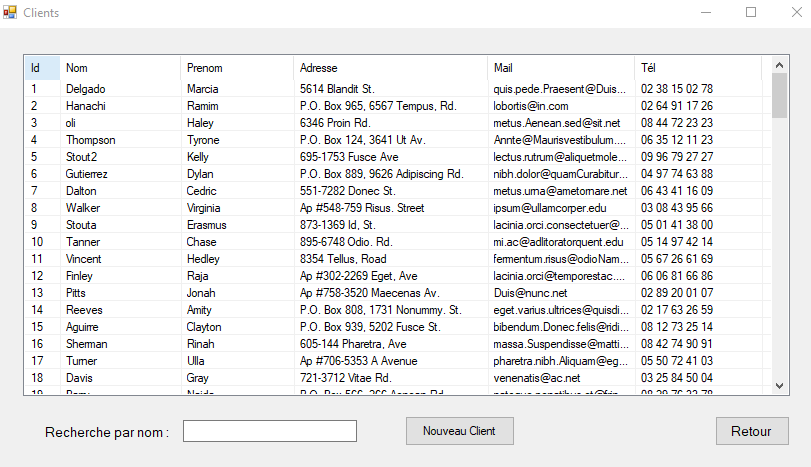 Clients
Id Nom Prenom Adresse Mail Tél
1 Delgado Marcia 5614 Blandit St. quis.pede.Praesent@Duis... 02 38 15 02 78
2 Hanachi Ramim P.O. Box 965, 6567 Tempus, Rd. lobortis@in.com 02 64 91 17 26
3 oli Haley 6346 Proin Rd. metus.Aenean.sed@sit.net 08 44 72 23 23
4 Thompson Tyrone P.O. Box 124, 3641 Ut Av. Annte@Maurisvestibulum.... 06 35 12 11 23
5 Stout2 Kelly 695-1753 Fusce Ave lectus.rutrum@aliquetmole... 09 96 79 27 27
6 Gutierrez Dylan P.O. Box 889, 9626 Adipiscing Rd. nibh.dolor@quamCurabitur... 04 97 74 63 88
7 Dalton Cedric 551-7282 Donec St. metus.urna@ametornare.net 06 43 41 16 09
8 Walker Virginia Ap #548-759 Risus. Street ipsum@ullamcorper.edu 03 08 43 95 66
9 Stouta Erasmus 873-1369 Id, St. lacinia.orci.consectetuer@... 05 01 41 38 00
10 Tanner Chase 895-6748 Odio. Rd. mi.ac@adlitoratorquent.edu 05 14 97 42 14
11 Vincent Hedley 8354 Tellus, Road fermentum.risus@odioNam... 05 67 26 61 69
12 Finley Raja Ap #302-2269 Eget, Ave lacinia.orci@temporestac.... 06 06 81 66 86
13 Pitts Jonah Ap #758-3520 Maecenas Av. Duis@nunc.net 02 89 20 01 07
14 Reeves Amity P.O. Box 808, 1731 Nonummy. St. eget.varius.ultrices@quisdi... 02 17 63 26 59
15 Aguirre Clayton P.O. Box 939, 5202 Fusce St. bibendum.Donec.felis@ridi... 08 12 73 25 14
16 Sherman Rinah 605-144 Pharetra, Ave massa.Suspendisse@matti... 08 42 74 90 91
17 Turner Ulla Ap #706-5353 A Avenue pharetra.nibh.Aliquam@eg... 05 50 72 41 03
18 Davis Gray 721-3712 Vitae Rd. venenatis@ac.net 03 25 84 50 04
19
Recherche par nom :
Nouveau Client
Retour